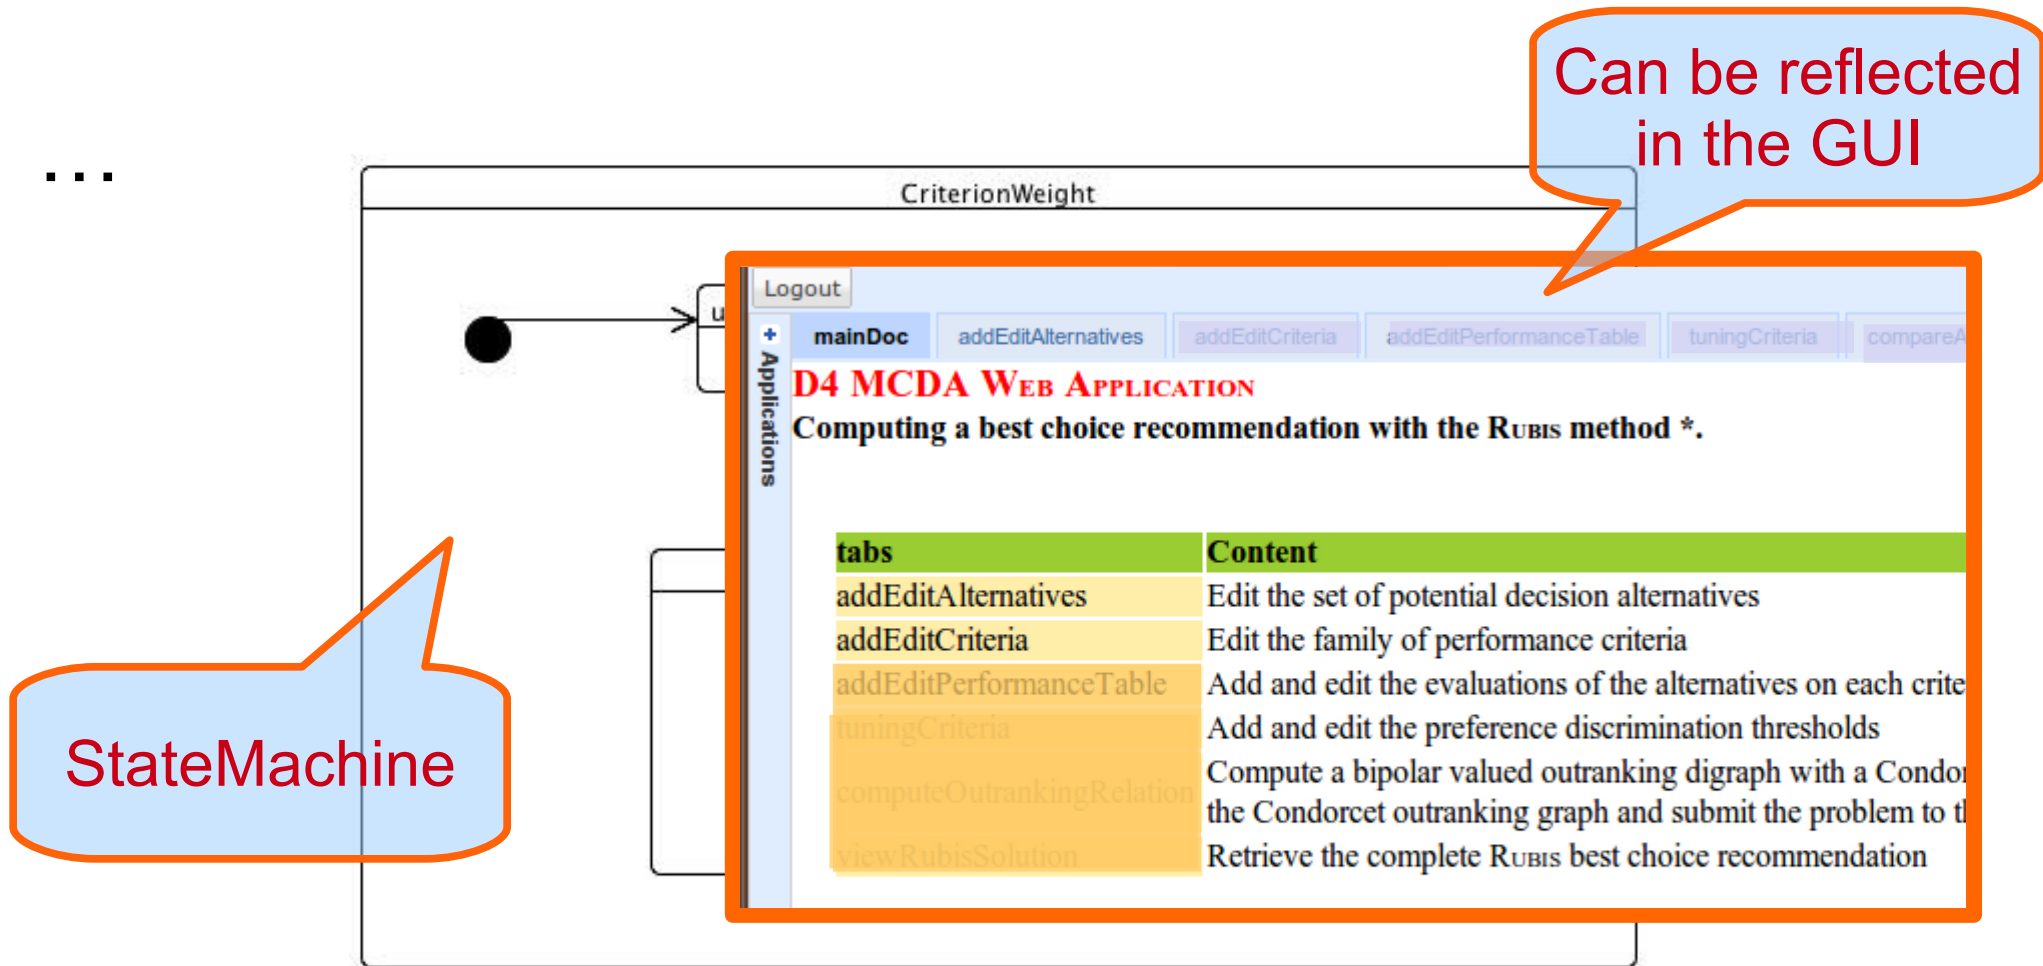 Can be reflected
in the GUI
...
CriterionWeight
u
Logout
mainDoc addEditAlternatives addEditCriteria addEditPerformanceTable tuningCriteria compareA
Applications
D4 MCDA Web Application
Computing a best choice recommendation with the Rubis method *.
tabs Content
addEditAlternatives Edit the set of potential decision alternatives
addEditCriteria Edit the family of performance criteria
addEditPerformanceTable Add and edit the evaluations of the alternatives on each crite
tuningCriteria Add and edit the preference discrimination thresholds
computeOutrankingRelation Compute a bipolar valued outranking digraph with a Condor
the Condorcet outranking graph and submit the problem to th
viewRubisSolution Retrieve the complete Rubis best choice recommendation
StateMachine